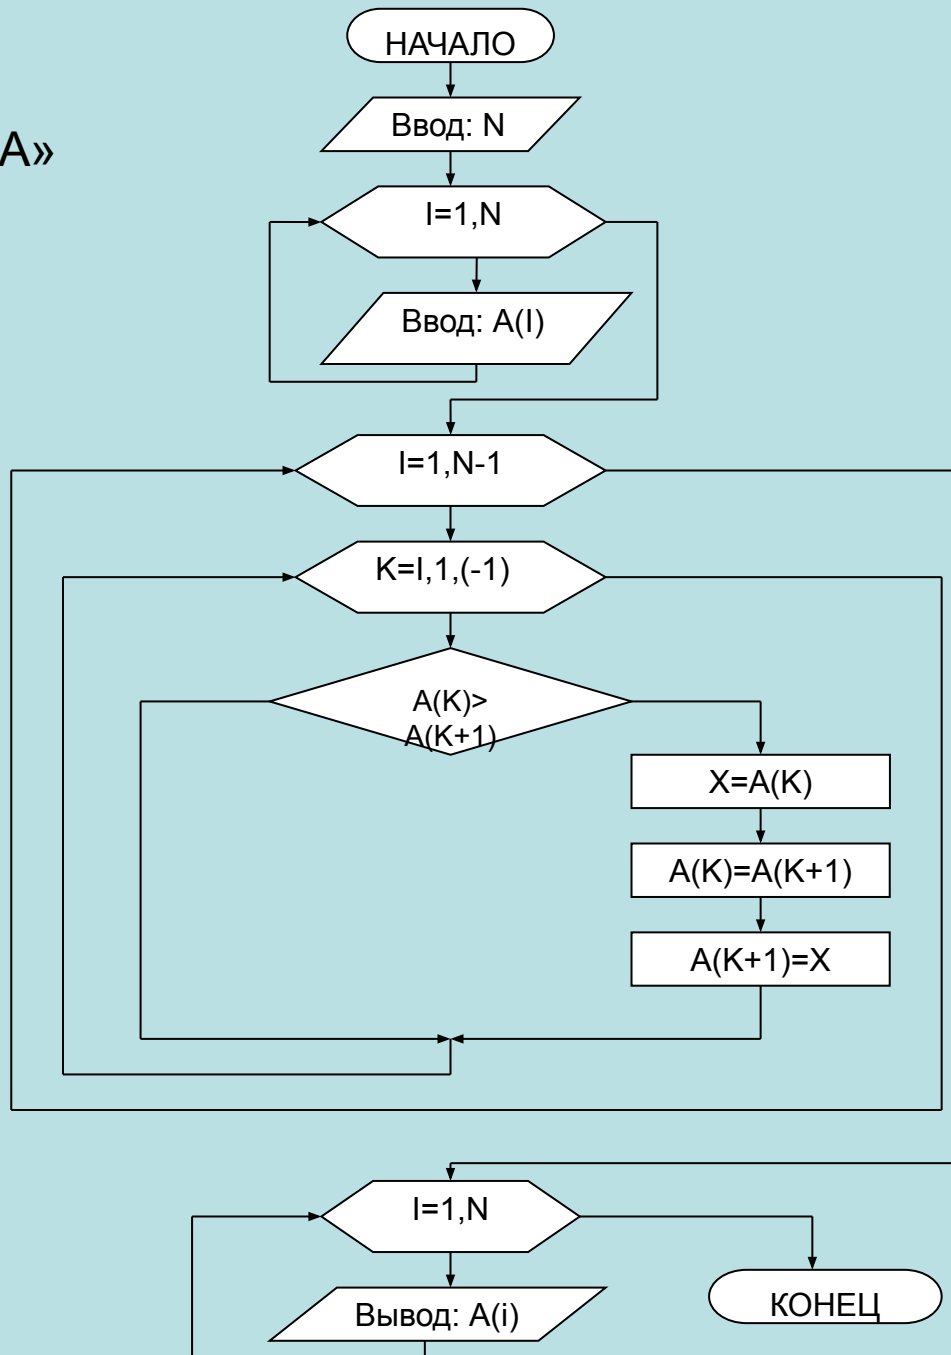 НАЧАЛО
Ввод: N
А»
I=1,N
Ввод: A(I)
I=1,N-1
K=I,1,(-1)
A(K)>
A(K+1)
X=A(K)
A(K)=A(K+1)
A(K+1)=X
I=1,N
Вывод: A(i)
КОНЕЦ